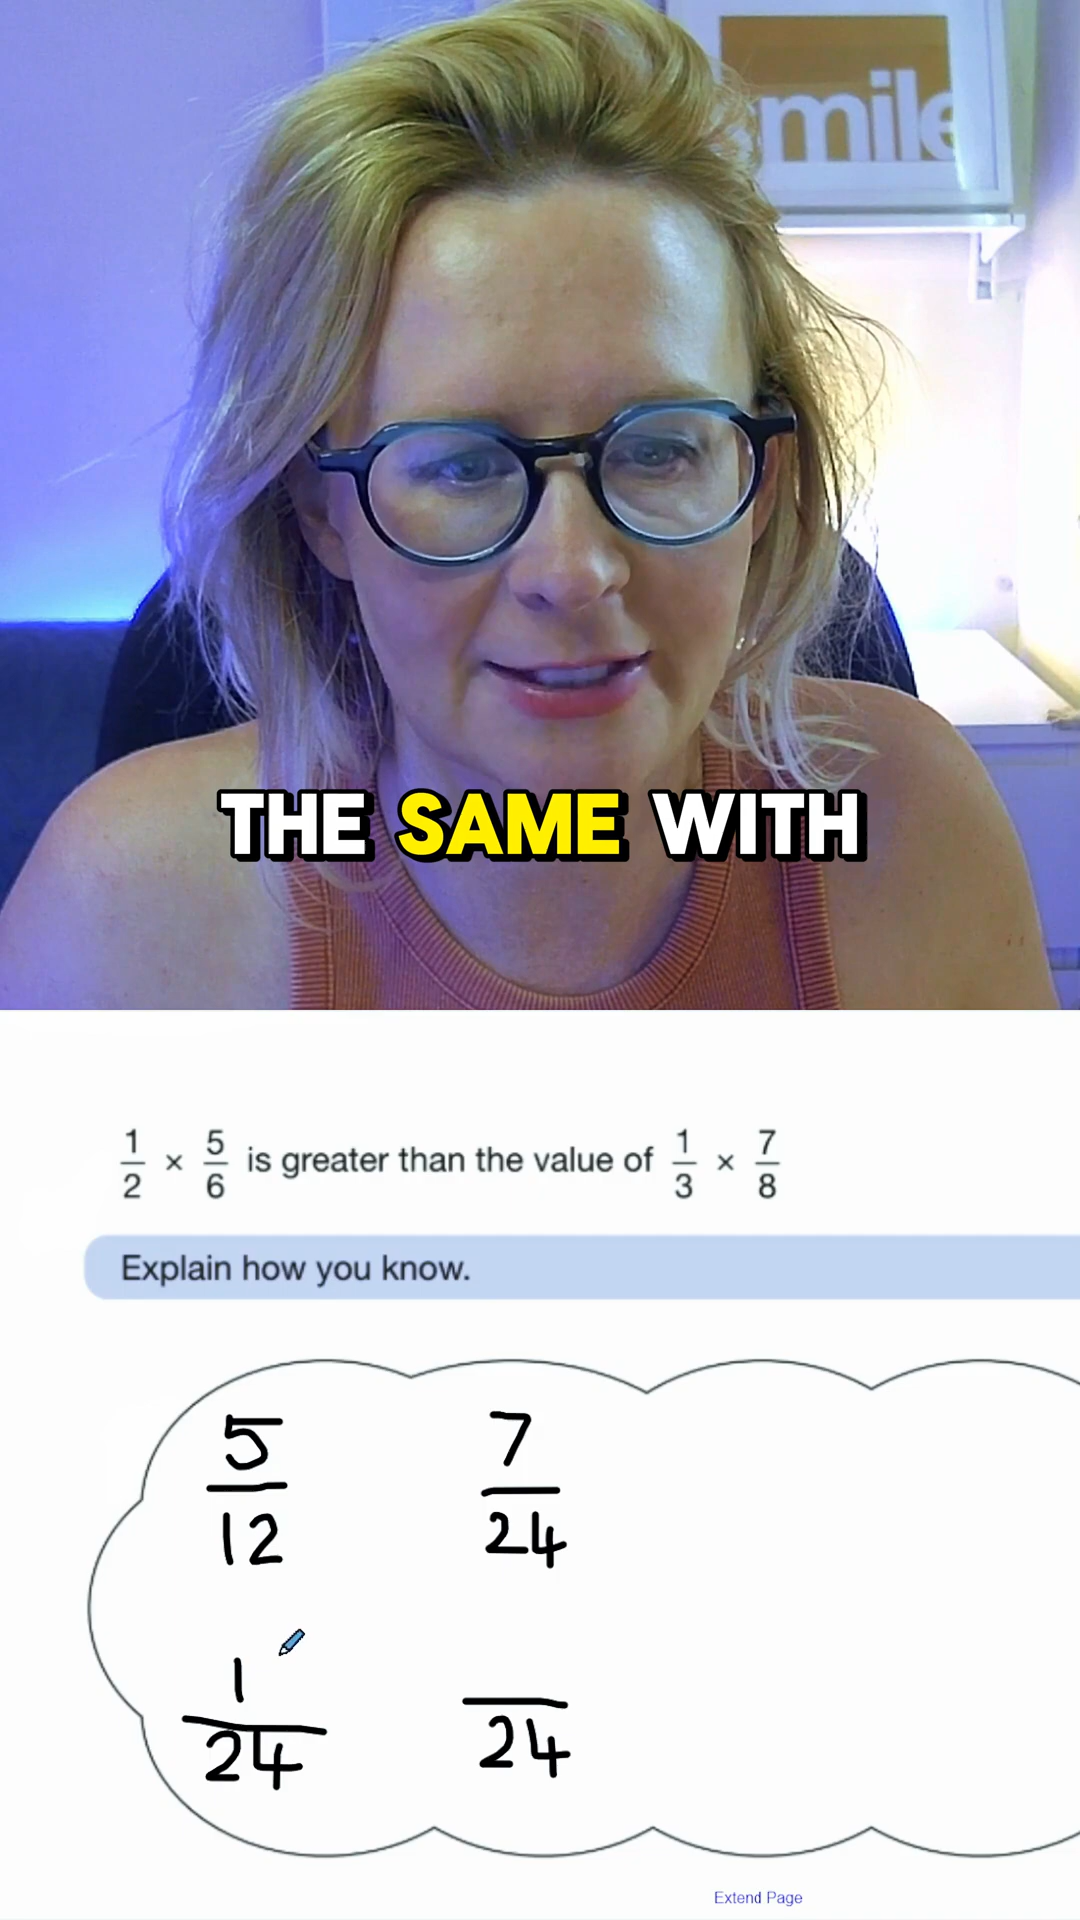 smile
THE SAME WITH
1/2 × 5/6 is greater than the value of 1/3 × 7/8
Explain how you know.
5/12 7/24
1/24 /24
Extend Page